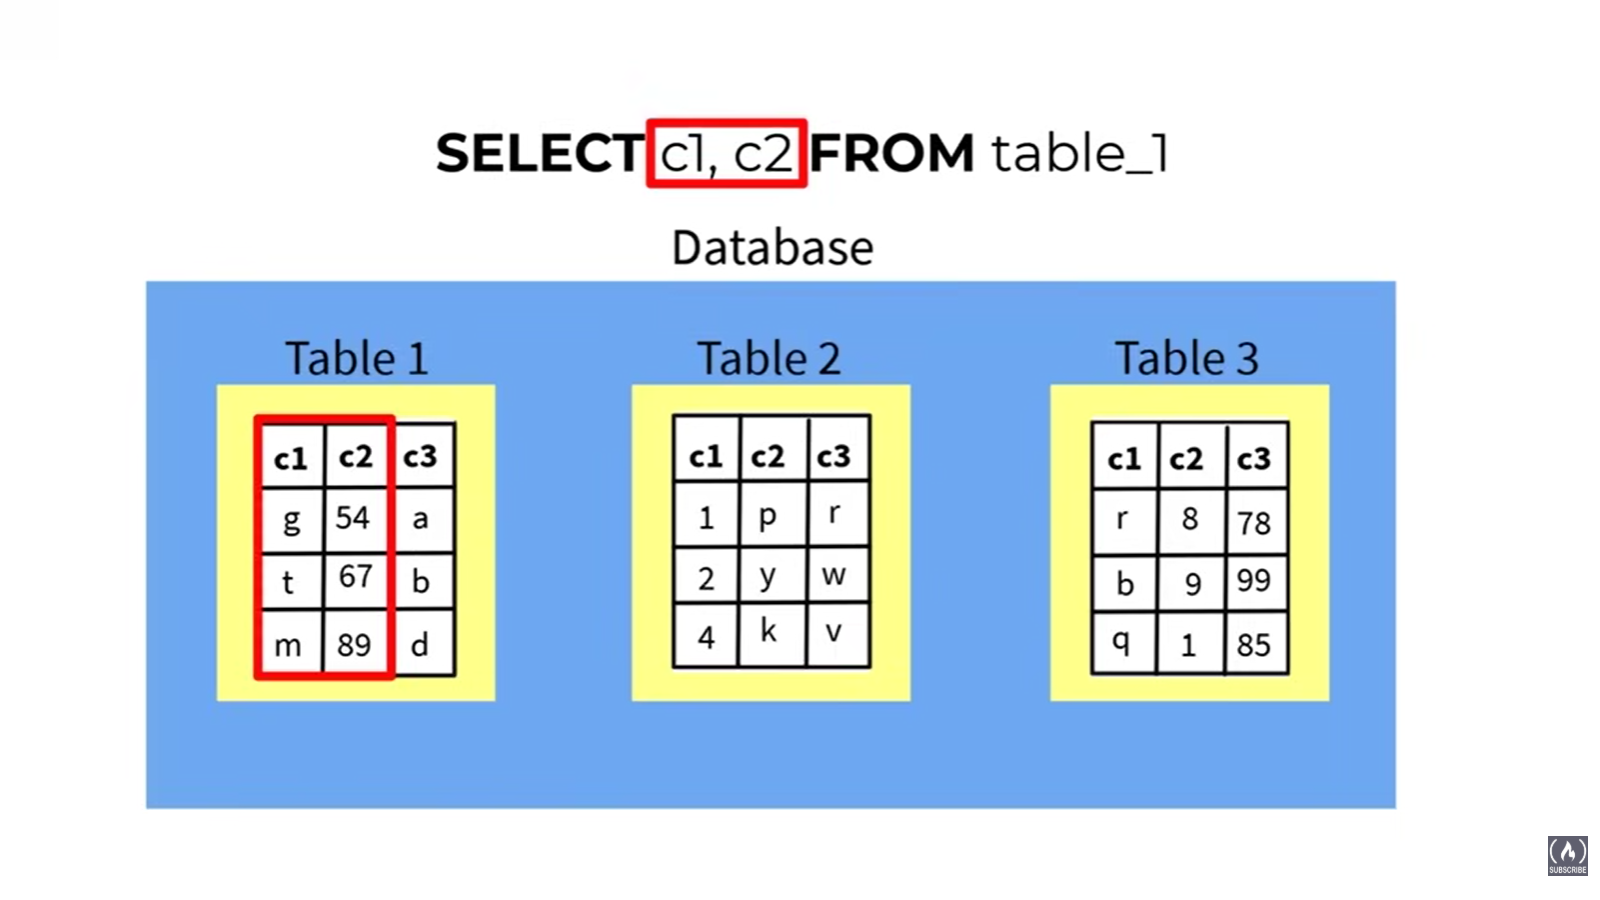 SELECT c1, c2 FROM table_1
Database
Table 1 Table 2 Table 3
c1 c2 c3 c1 c2 c3 c1 c2 c3
g 54 a 1 p r r 8 78
t 67 b 2 y w b 9 99
m 89 d 4 k v q 1 85
SUBSCRIBE